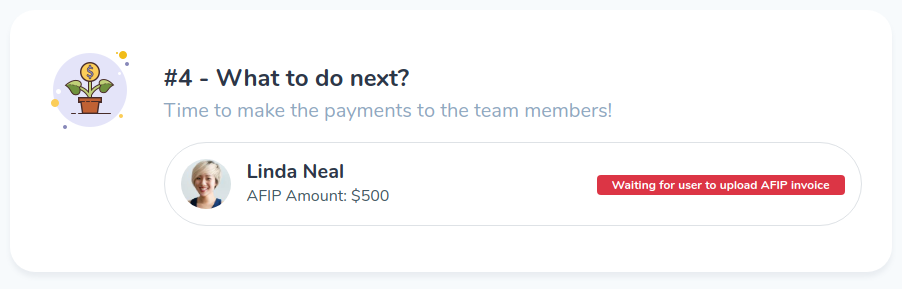 #4 - What to do next?
Time to make the payments to the team members!
Linda Neal
AFIP Amount: $500
Waiting for user to upload AFIP invoice